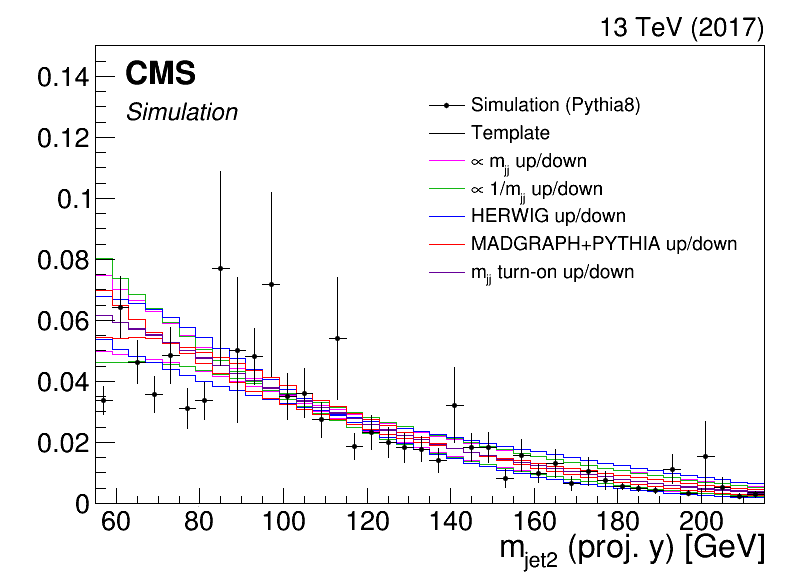 13 TeV (2017)
CMS
Simulation
Simulation (Pythia8)
Template
∝ m_jj up/down
∝ 1/m_jj up/down
HERWIG up/down
MADGRAPH+PYTHIA up/down
m_jj turn-on up/down
0.14
0.12
0.1
0.08
0.06
0.04
0.02
0
60 80 100 120 140 160 180 200
m_jet2 (proj. y) [GeV]